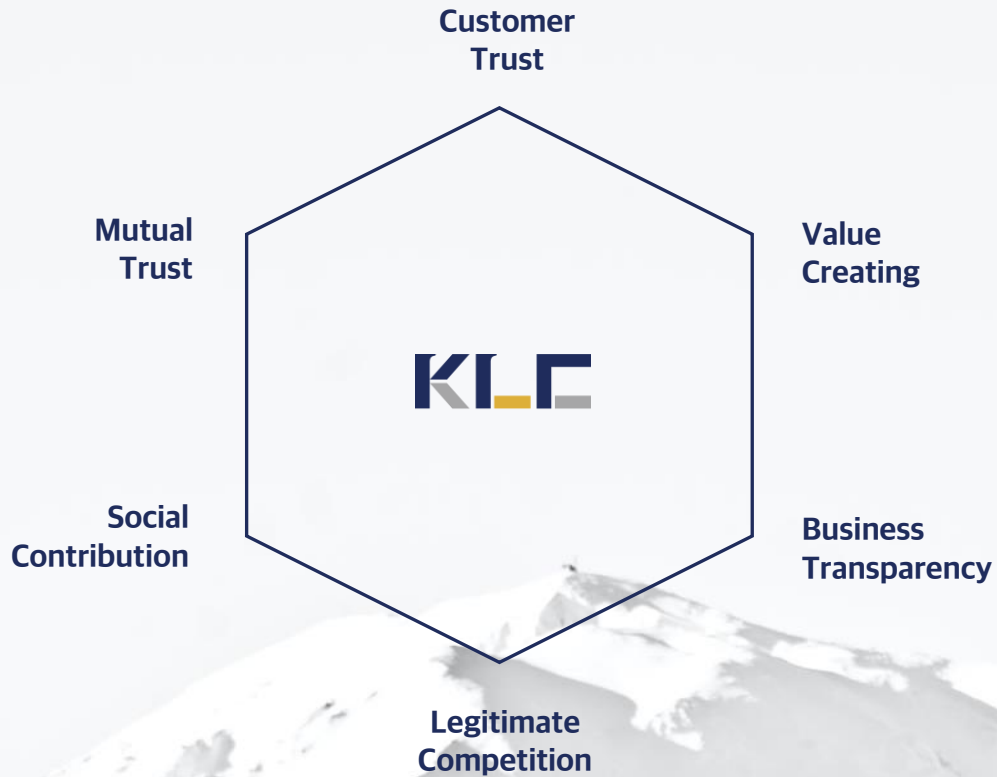 Customer
Trust
Mutual
Trust
Value
Creating
KLC
Social
Contribution
Business
Transparency
Legitimate
Competition